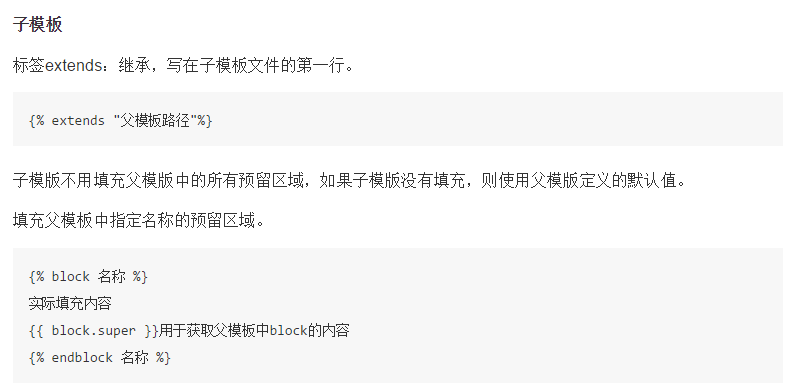 子模板
标签extends：继承，写在子模板文件的第一行。
{% extends "父模板路径"%}
子模版不用填充父模版中的所有预留区域，如果子模版没有填充，则使用父模版定义的默认值。
填充父模板中指定名称的预留区域。
{% block 名称 %}
实际填充内容
{{ block.super }}用于获取父模板中block的内容
{% endblock 名称 %}